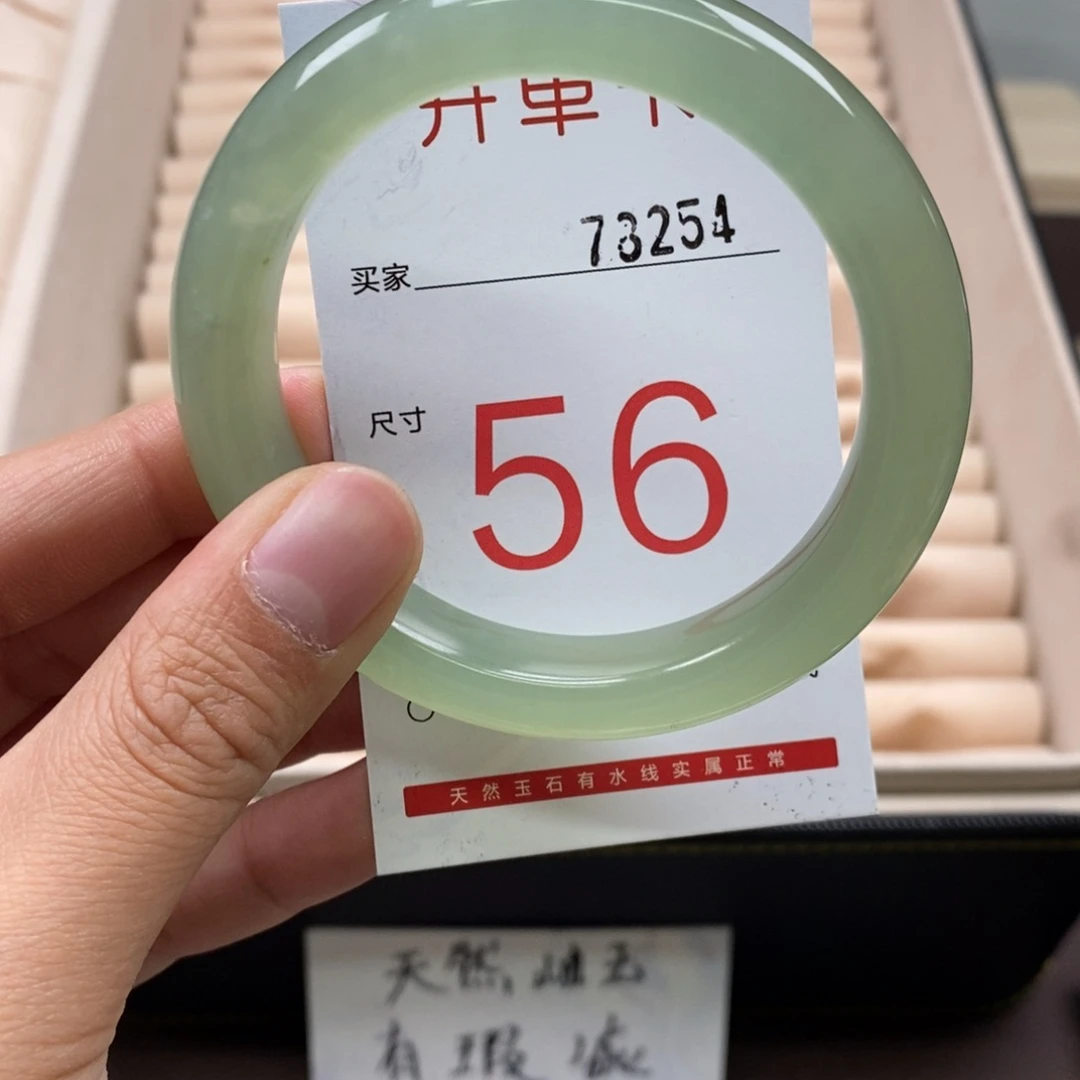 开单卡
买家 73254
尺寸 56
天然玉石有水线实属正常
天然岫玉
有瑕疵